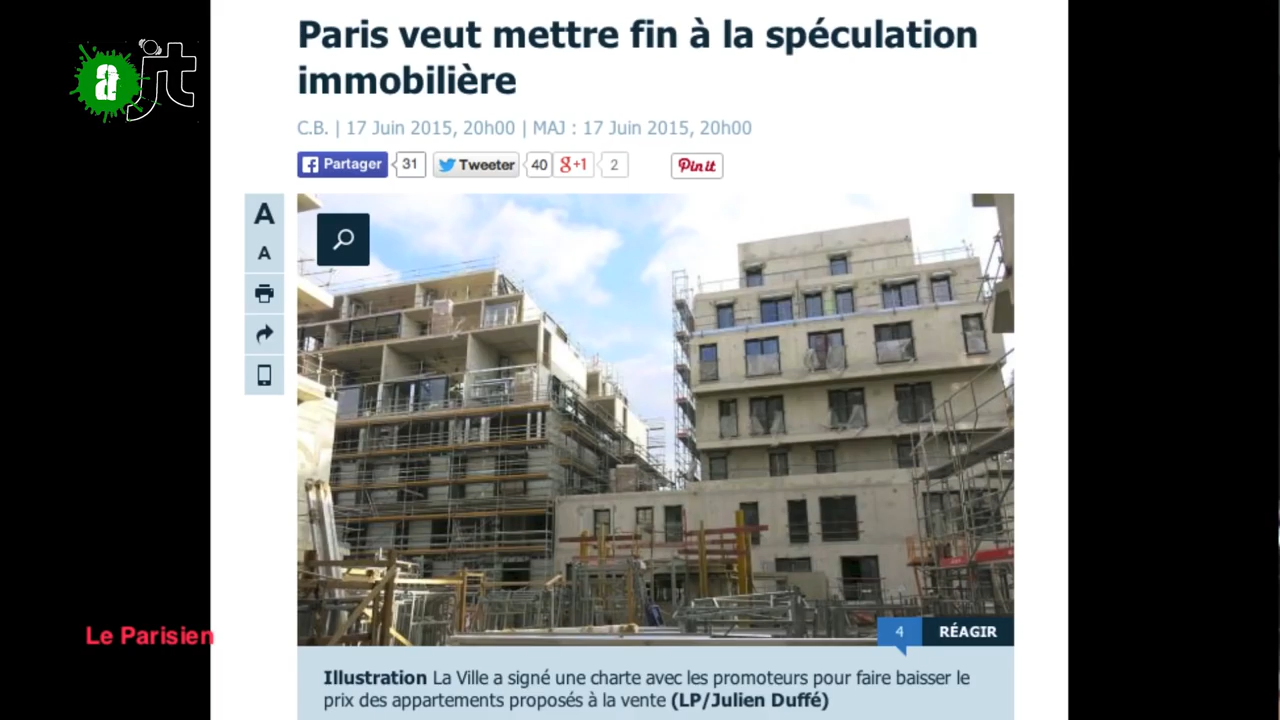 a jt
Paris veut mettre fin à la spéculation
immobilière
C.B. | 17 Juin 2015, 20h00 | MAJ : 17 Juin 2015, 20h00
Partager 31 Tweeter 40 g+1 2 Pin it
A
A
4 RÉAGIR
Le Parisien
Illustration La Ville a signé une charte avec les promoteurs pour faire baisser le
prix des appartements proposés à la vente (LP/Julien Duffé)